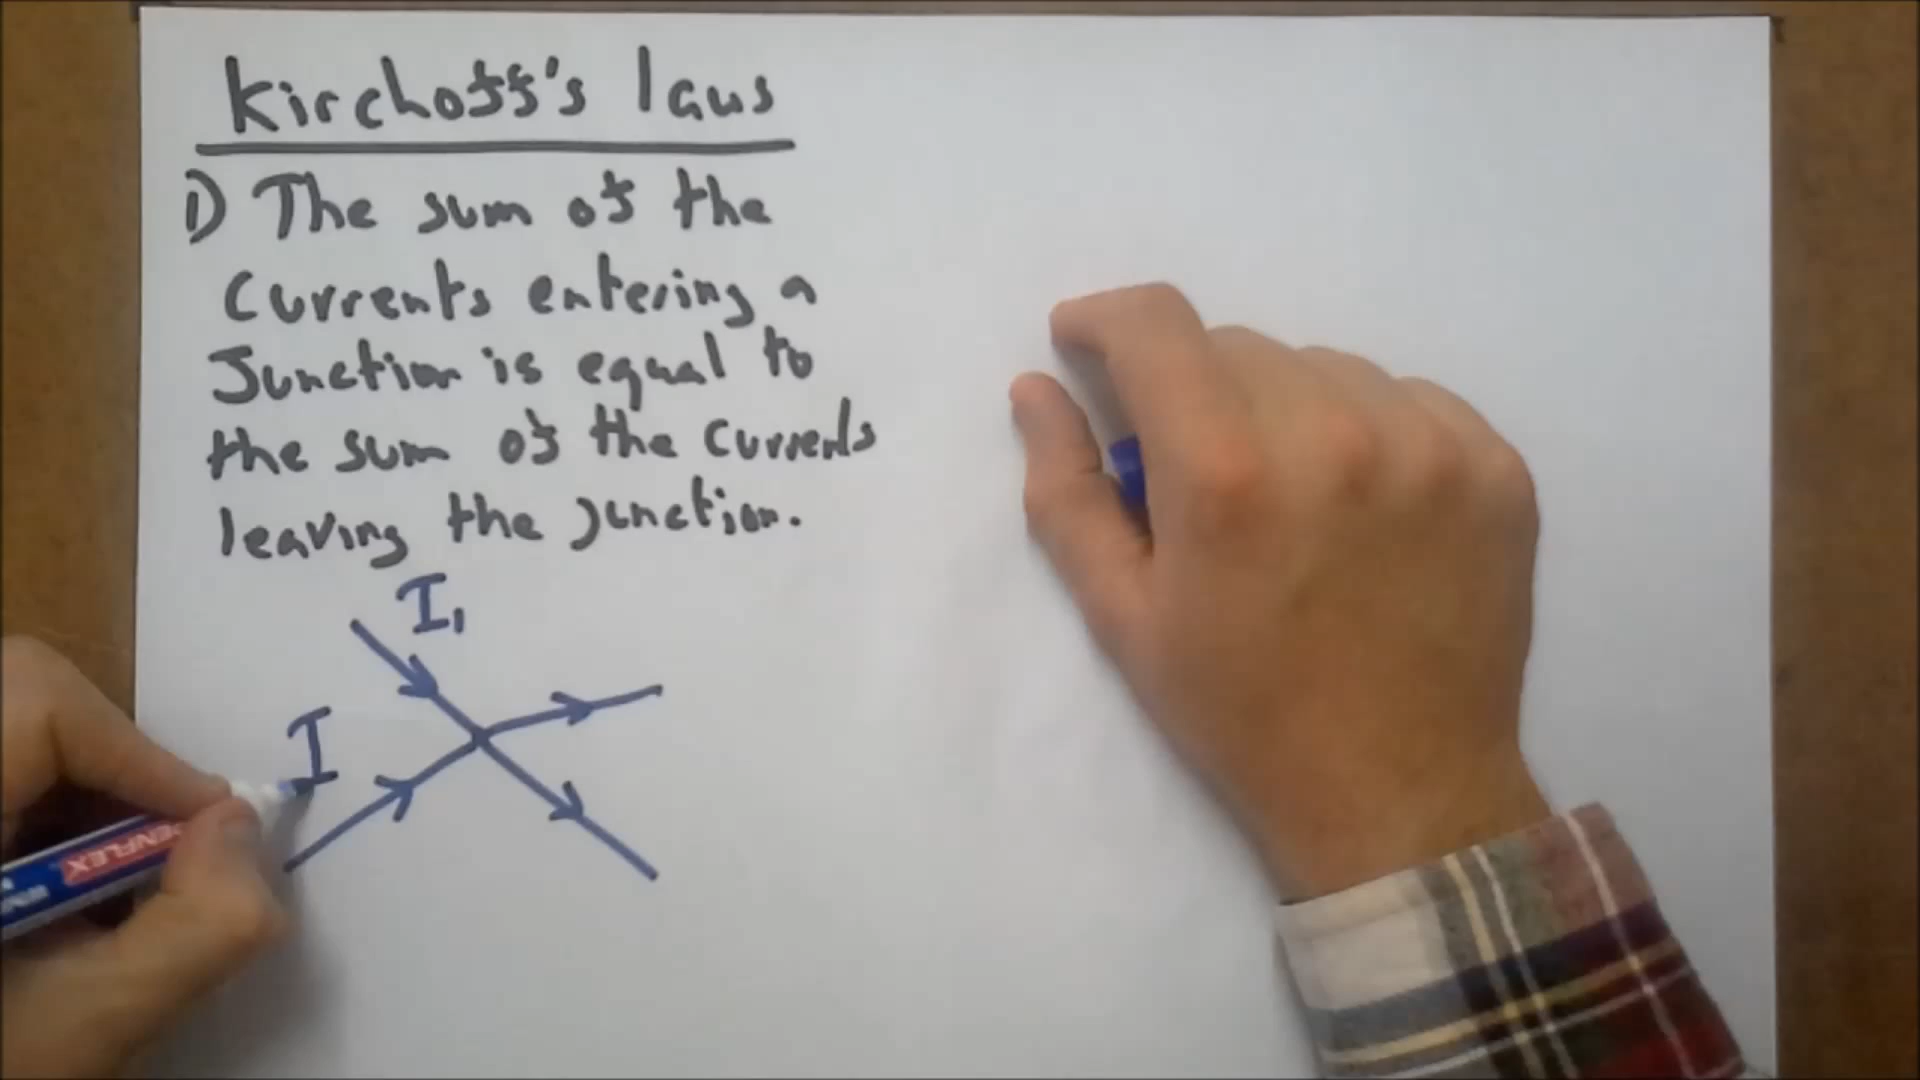 Kirchoff's laws
1) The sum of the
Currents entering a
Junction is equal to
the sum of the Currents
leaving the junction.
I₁
I
PENFLEX